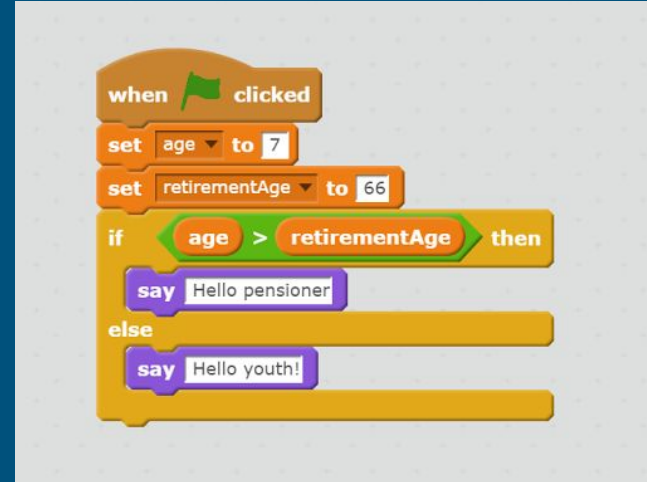 when clicked
set age to 7
set retirementAge to 66
if age > retirementAge then
say Hello pensioner
else
say Hello youth!